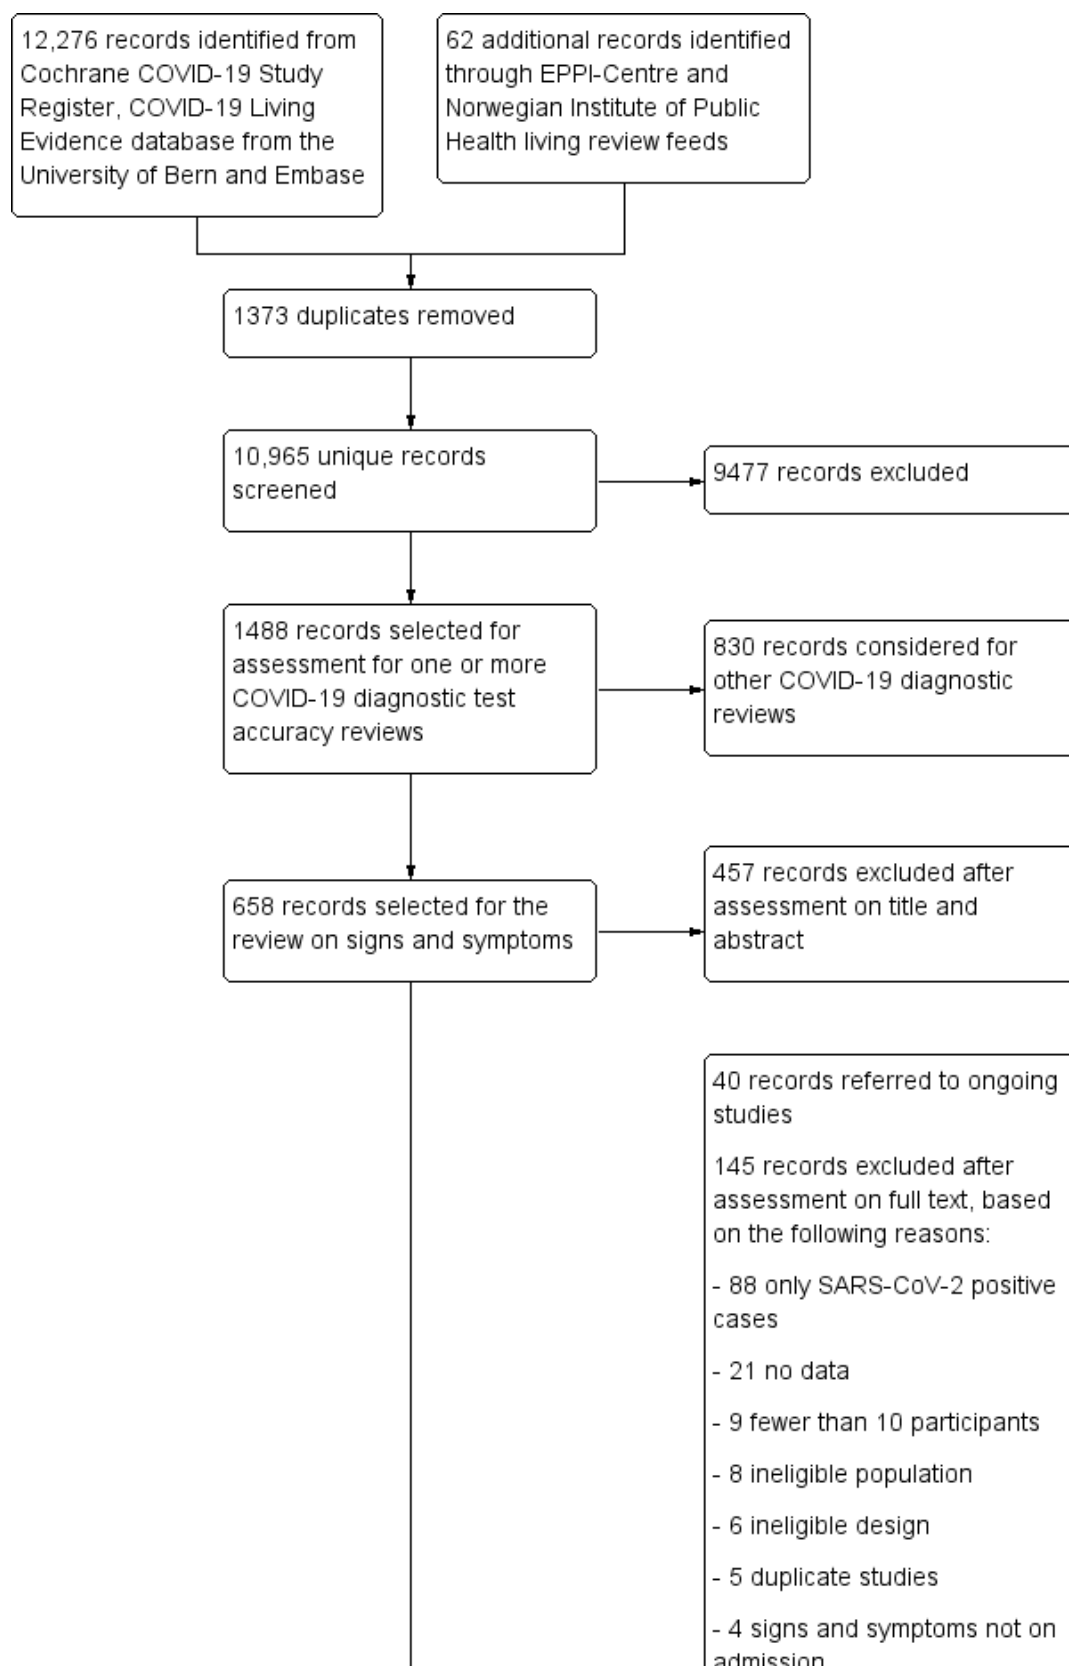 12,276 records identified from
Cochrane COVID-19 Study
Register, COVID-19 Living
Evidence database from the
University of Bern and Embase
62 additional records identified
through EPPI-Centre and
Norwegian Institute of Public
Health living review feeds
1373 duplicates removed
10,965 unique records
screened
9477 records excluded
1488 records selected for
assessment for one or more
COVID-19 diagnostic test
accuracy reviews
830 records considered for
other COVID-19 diagnostic
reviews
658 records selected for the
review on signs and symptoms
457 records excluded after
assessment on title and
abstract
40 records referred to ongoing
studies
145 records excluded after
assessment on full text, based
on the following reasons:
- 88 only SARS-CoV-2 positive
cases
- 21 no data
- 9 fewer than 10 participants
- 8 ineligible population
- 6 ineligible design
- 5 duplicate studies
- 4 signs and symptoms not on
admission